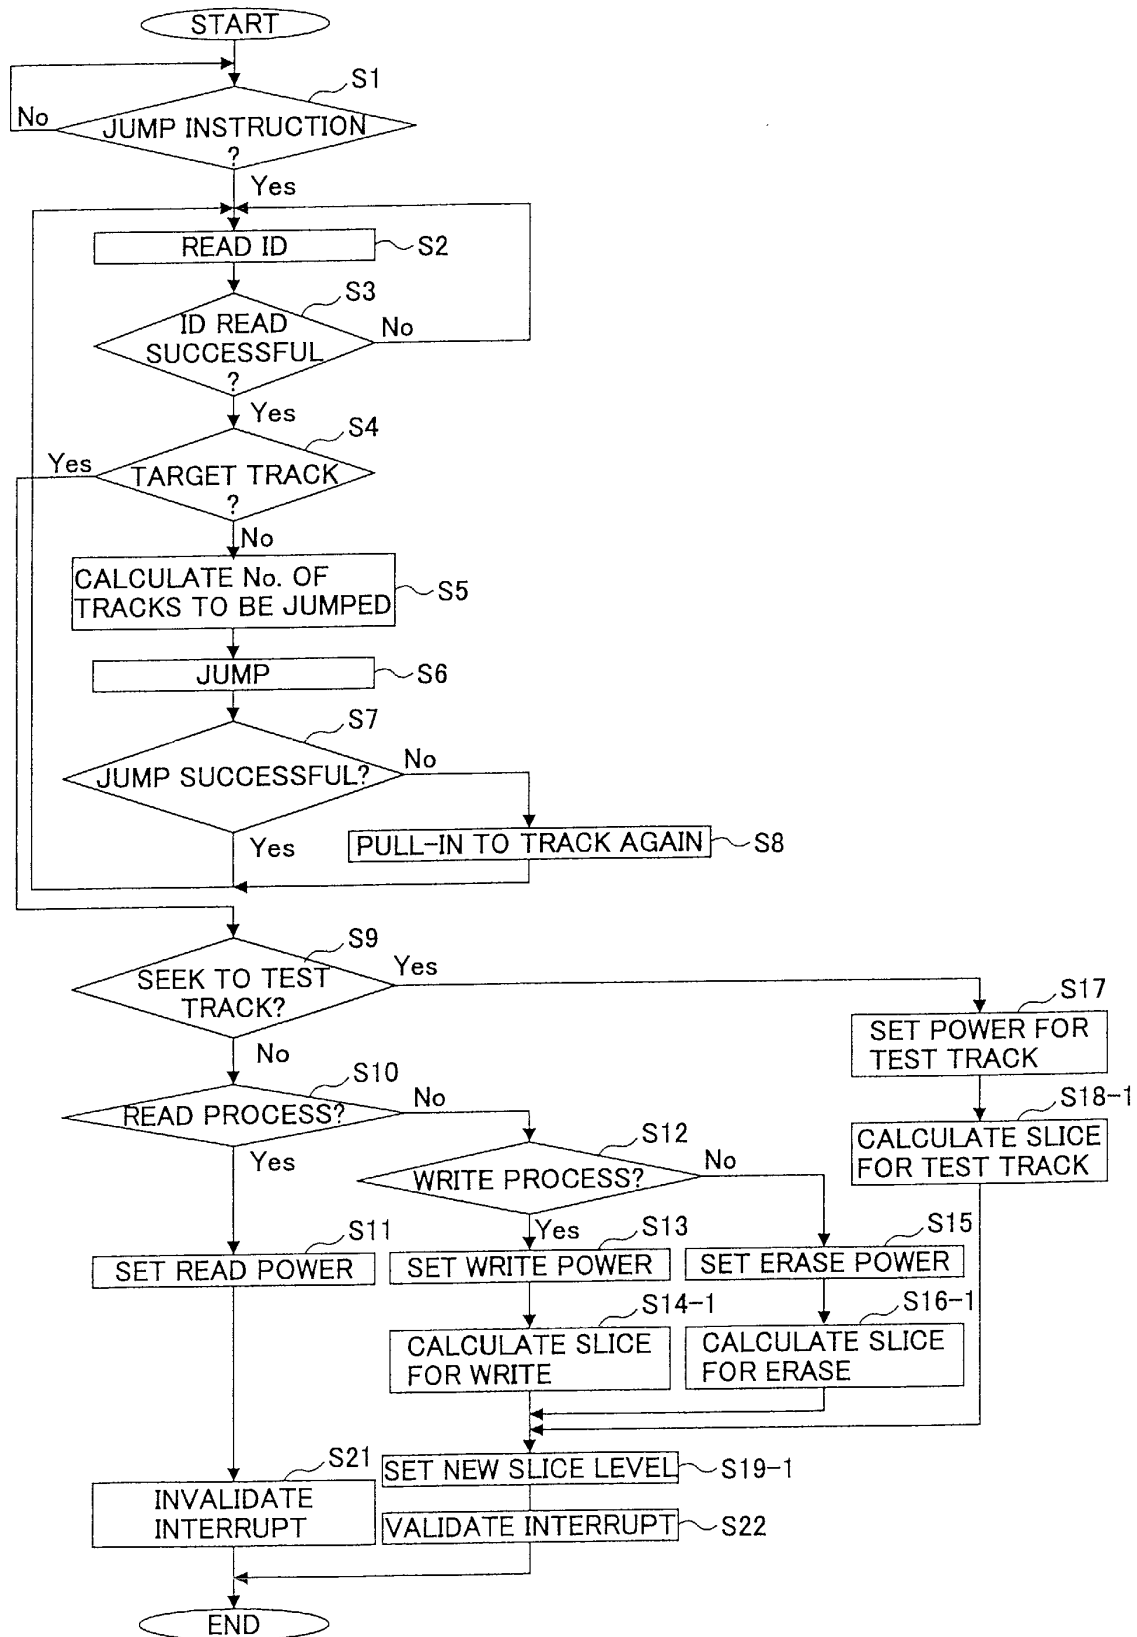 START
S1
No
JUMP INSTRUCTION
?
Yes
READ ID
S2
S3
ID READ
SUCCESSFUL
?
No
Yes
S4
Yes
TARGET TRACK
?
No
CALCULATE No. OF
TRACKS TO BE JUMPED
S5
JUMP
S6
S7
JUMP SUCCESSFUL?
No
Yes
PULL-IN TO TRACK AGAIN
S8
S9
SEEK TO TEST
TRACK?
Yes
No
S17
SET POWER FOR
TEST TRACK
S10
READ PROCESS?
No
Yes
S18-1
CALCULATE SLICE
FOR TEST TRACK
S12
WRITE PROCESS?
No
Yes
S11
SET READ POWER
S13
SET WRITE POWER
S15
SET ERASE POWER
S14-1
CALCULATE SLICE
FOR WRITE
S16-1
CALCULATE SLICE
FOR ERASE
S21
INVALIDATE
INTERRUPT
SET NEW SLICE LEVEL
S19-1
VALIDATE INTERRUPT
S22
END